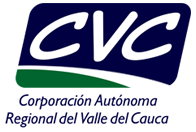 CVC
Corporación Autónoma
Regional del Valle del Cauca